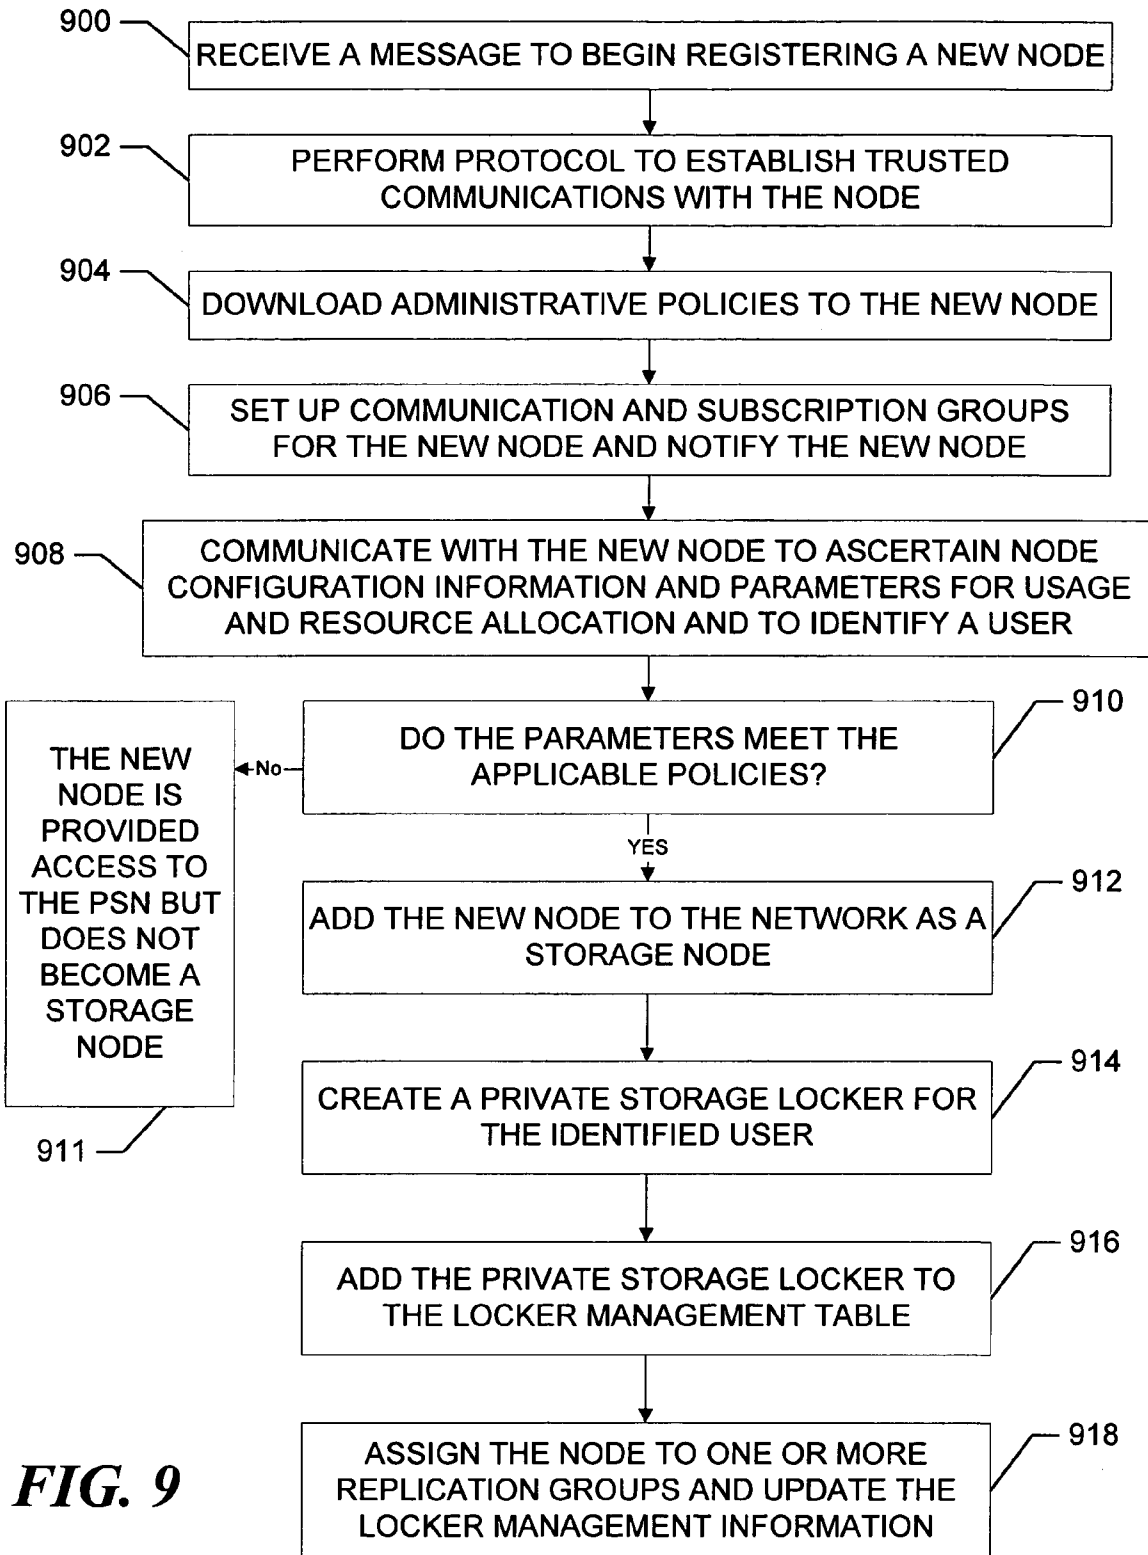 900
RECEIVE A MESSAGE TO BEGIN REGISTERING A NEW NODE
902
PERFORM PROTOCOL TO ESTABLISH TRUSTED
COMMUNICATIONS WITH THE NODE
904
DOWNLOAD ADMINISTRATIVE POLICIES TO THE NEW NODE
906
SET UP COMMUNICATION AND SUBSCRIPTION GROUPS
FOR THE NEW NODE AND NOTIFY THE NEW NODE
908
COMMUNICATE WITH THE NEW NODE TO ASCERTAIN NODE
CONFIGURATION INFORMATION AND PARAMETERS FOR USAGE
AND RESOURCE ALLOCATION AND TO IDENTIFY A USER
910
DO THE PARAMETERS MEET THE
APPLICABLE POLICIES?
No
THE NEW
NODE IS
PROVIDED
ACCESS TO
THE PSN BUT
DOES NOT
BECOME A
STORAGE
NODE
911
YES
912
ADD THE NEW NODE TO THE NETWORK AS A
STORAGE NODE
914
CREATE A PRIVATE STORAGE LOCKER FOR
THE IDENTIFIED USER
916
ADD THE PRIVATE STORAGE LOCKER TO
THE LOCKER MANAGEMENT TABLE
918
ASSIGN THE NODE TO ONE OR MORE
REPLICATION GROUPS AND UPDATE THE
LOCKER MANAGEMENT INFORMATION
FIG. 9